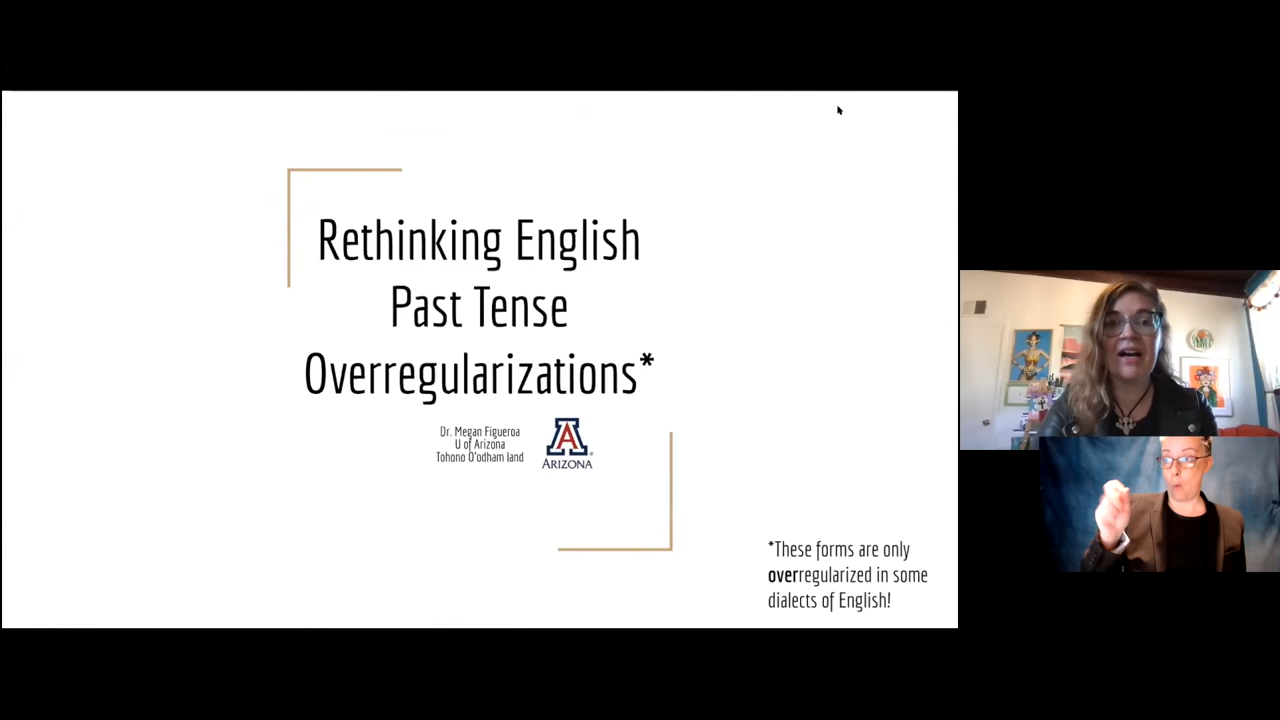 Rethinking English
Past Tense
Overregularizations*
Dr. Megan Figueroa
U of Arizona
Tohono O'odham land
A
ARIZONA
*These forms are only
overregularized in some
dialects of English!